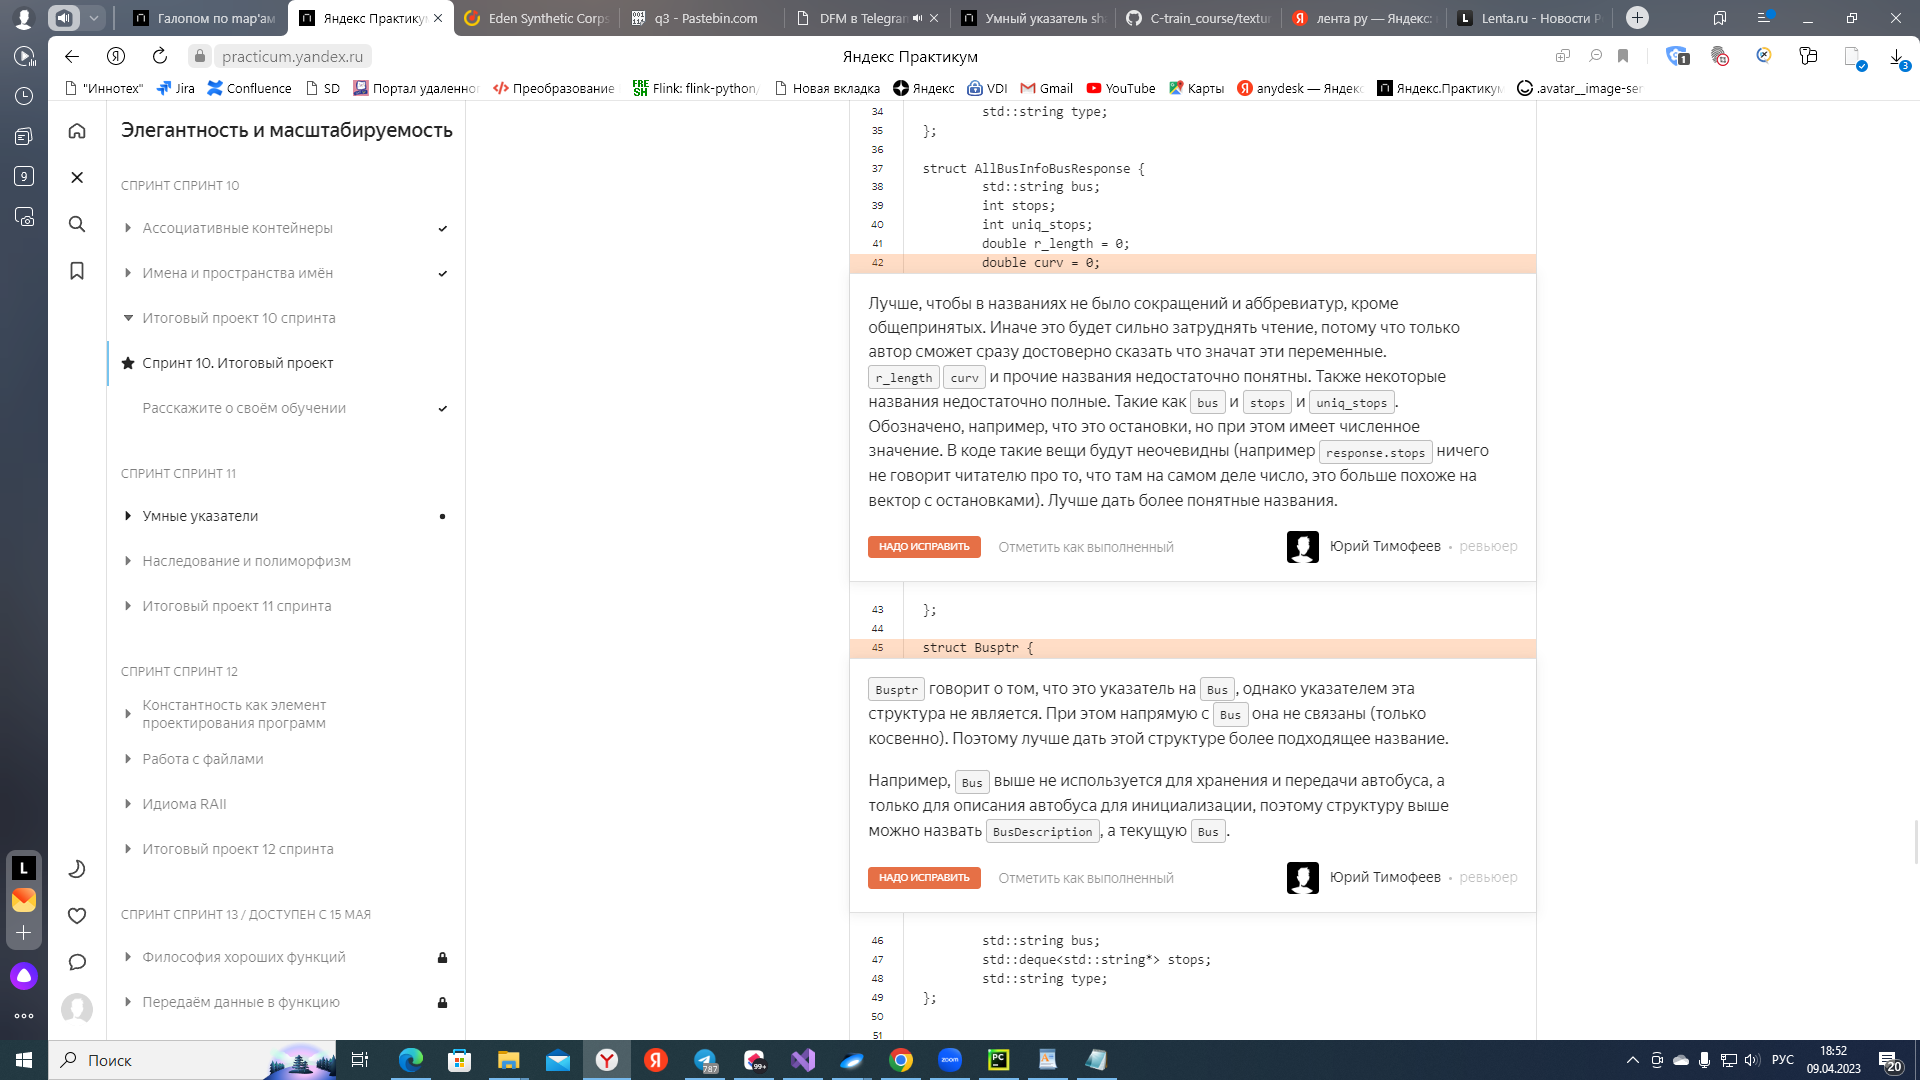 Галопом по map'ам
Яндекс Практикум
Eden Synthetic Corps
q3 - Pastebin.com
DFM в Telegram
Умный указатель sha
C-train_course/textur
лента ру — Яндекс:
Lenta.ru - Новости Р
practicum.yandex.ru
Яндекс Практикум
1
3
"Иннотех"
Jira
Confluence
SD
Портал удаленног
Преобразование
FRE SH
Flink: flink-python/
Новая вкладка
Яндекс
VDI
Gmail
YouTube
Карты
anydesk — Яндекс
Яндекс.Практикум
.avatar__image-ser
9
Элегантность и масштабируемость
СПРИНТ СПРИНТ 10
Ассоциативные контейнеры
Имена и пространства имён
Итоговый проект 10 спринта
Спринт 10. Итоговый проект
Расскажите о своём обучении
СПРИНТ СПРИНТ 11
Умные указатели
Наследование и полиморфизм
Итоговый проект 11 спринта
СПРИНТ СПРИНТ 12
Константность как элемент
проектирования программ
Работа с файлами
Идиома RAII
Итоговый проект 12 спринта
СПРИНТ СПРИНТ 13 / ДОСТУПЕН С 15 МАЯ
Философия хороших функций
Передаём данные в функцию
34 std::string type;
35 };
36
37 struct AllBusInfoBusResponse {
38 std::string bus;
39 int stops;
40 int uniq_stops;
41 double r_length = 0;
42 double curv = 0;
Лучше, чтобы в названиях не было сокращений и аббревиатур, кроме
общепринятых. Иначе это будет сильно затруднять чтение, потому что только
автор сможет сразу достоверно сказать что значат эти переменные.
r_length curv и прочие названия недостаточно понятны. Также некоторые
названия недостаточно полные. Такие как bus и stops и uniq_stops.
Обозначено, например, что это остановки, но при этом имеет численное
значение. В коде такие вещи будут неочевидны (например response.stops ничего
не говорит читателю про то, что там на самом деле число, это больше похоже на
вектор с остановками). Лучше дать более понятные названия.
НАДО ИСПРАВИТЬ Отметить как выполненный Юрий Тимофеев • ревьюер
43 };
44
45 struct Busptr {
Busptr говорит о том, что это указатель на Bus, однако указателем эта
структура не является. При этом напрямую с Bus она не связаны (только
косвенно). Поэтому лучше дать этой структуре более подходящее название.
Например, Bus выше не используется для хранения и передачи автобуса, а
только для описания автобуса для инициализации, поэтому структуру выше
можно назвать BusDescription, а текущую Bus.
НАДО ИСПРАВИТЬ Отметить как выполненный Юрий Тимофеев • ревьюер
46 std::string bus;
47 std::deque<std::string*> stops;
48 std::string type;
49 };
50
51
L
Поиск
787
99+
zoom
PC
РУС
18:52
09.04.2023
20